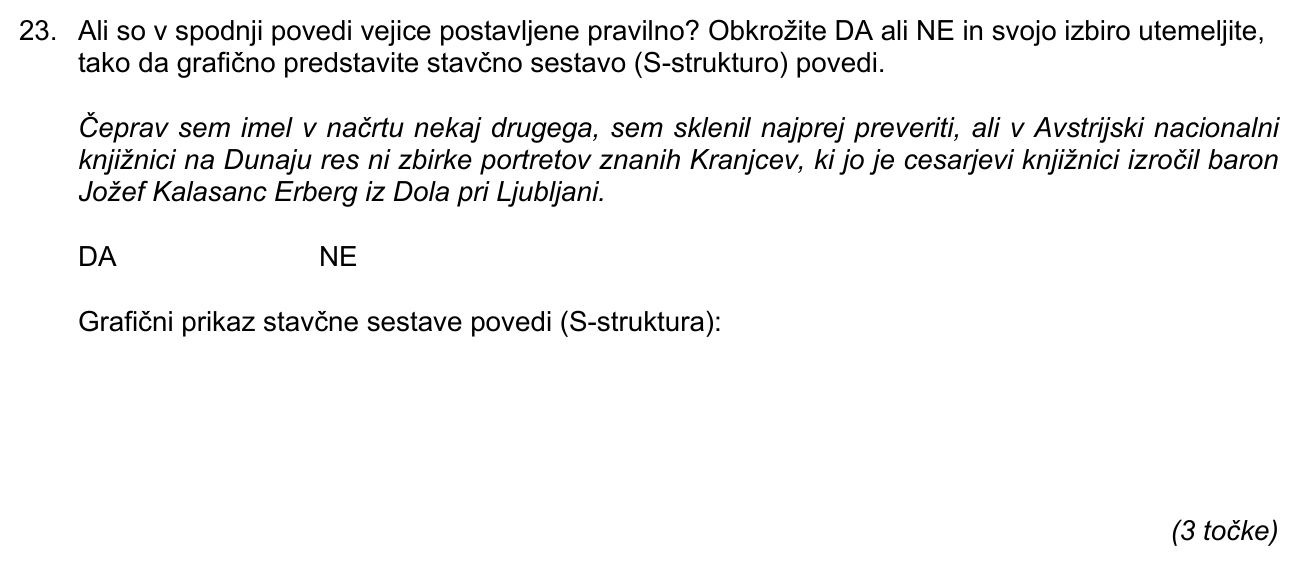 23. Ali so v spodnji povedi vejice postavljene pravilno? Obkrožite DA ali NE in svojo izbiro utemeljite,
tako da grafično predstavite stavčno sestavo (S-strukturo) povedi.
Čeprav sem imel v načrtu nekaj drugega, sem sklenil najprej preveriti, ali v Avstrijski nacionalni
knjižnici na Dunaju res ni zbirke portretov znanih Kranjcev, ki jo je cesarjevi knjižnici izročil baron
Jožef Kalasanc Erberg iz Dola pri Ljubljani.
DA NE
Grafični prikaz stavčne sestave povedi (S-struktura):
(3 točke)